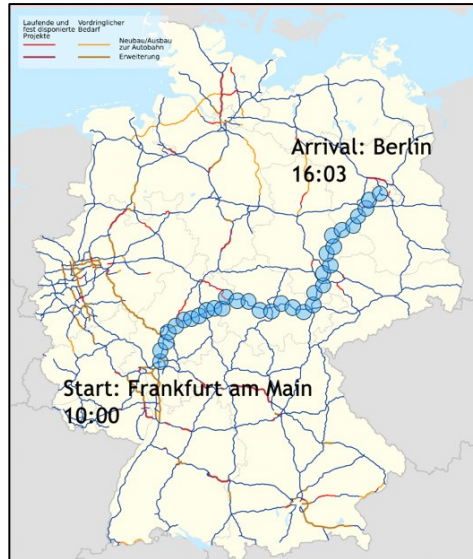 Laufende und
fest disponierte
Projekte
Vordringlicher
Bedarf
Neubau/Ausbau
zur Autobahn
Erweiterung
Arrival: Berlin
16:03
Start: Frankfurt am Main
10:00